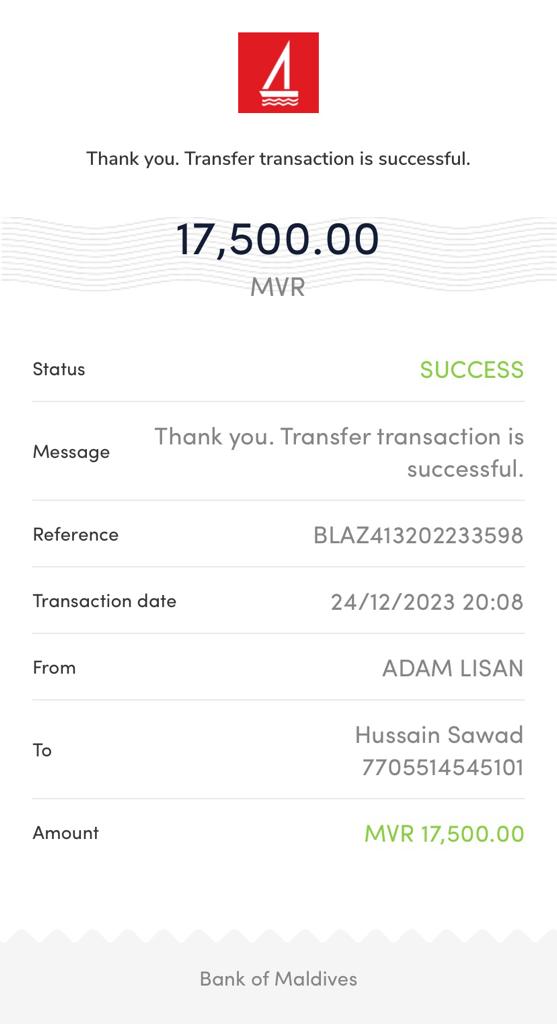 Thank you. Transfer transaction is successful.
17,500.00
MVR
Status SUCCESS
Message Thank you. Transfer transaction is
successful.
Reference BLAZ413202233598
Transaction date 24/12/2023 20:08
From ADAM LISAN
To Hussain Sawad
7705514545101
Amount MVR 17,500.00
Bank of Maldives